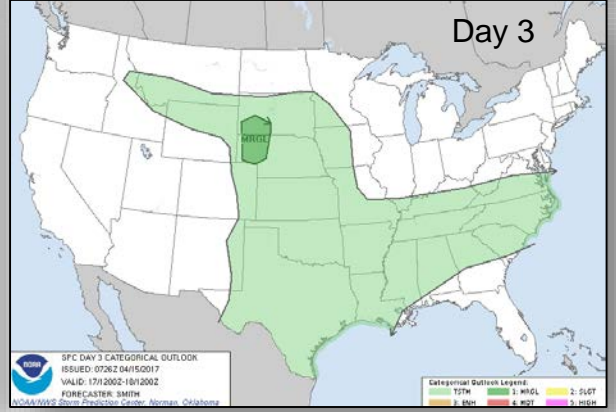 Day 3
MRGL
NOAA
SPC DAY 3 CATEGORICAL OUTLOOK
ISSUED: 0726Z 04/15/2017
VALID: 17/1200Z-18/1200Z
FORECASTER: SMITH
NOAA/NWS Storm Prediction Center, Norman, Oklahoma
Categorical Outlook Legend:
TSTM 1: MRGL 2: SLGT
3: ENH 4: MDT 5: HIGH